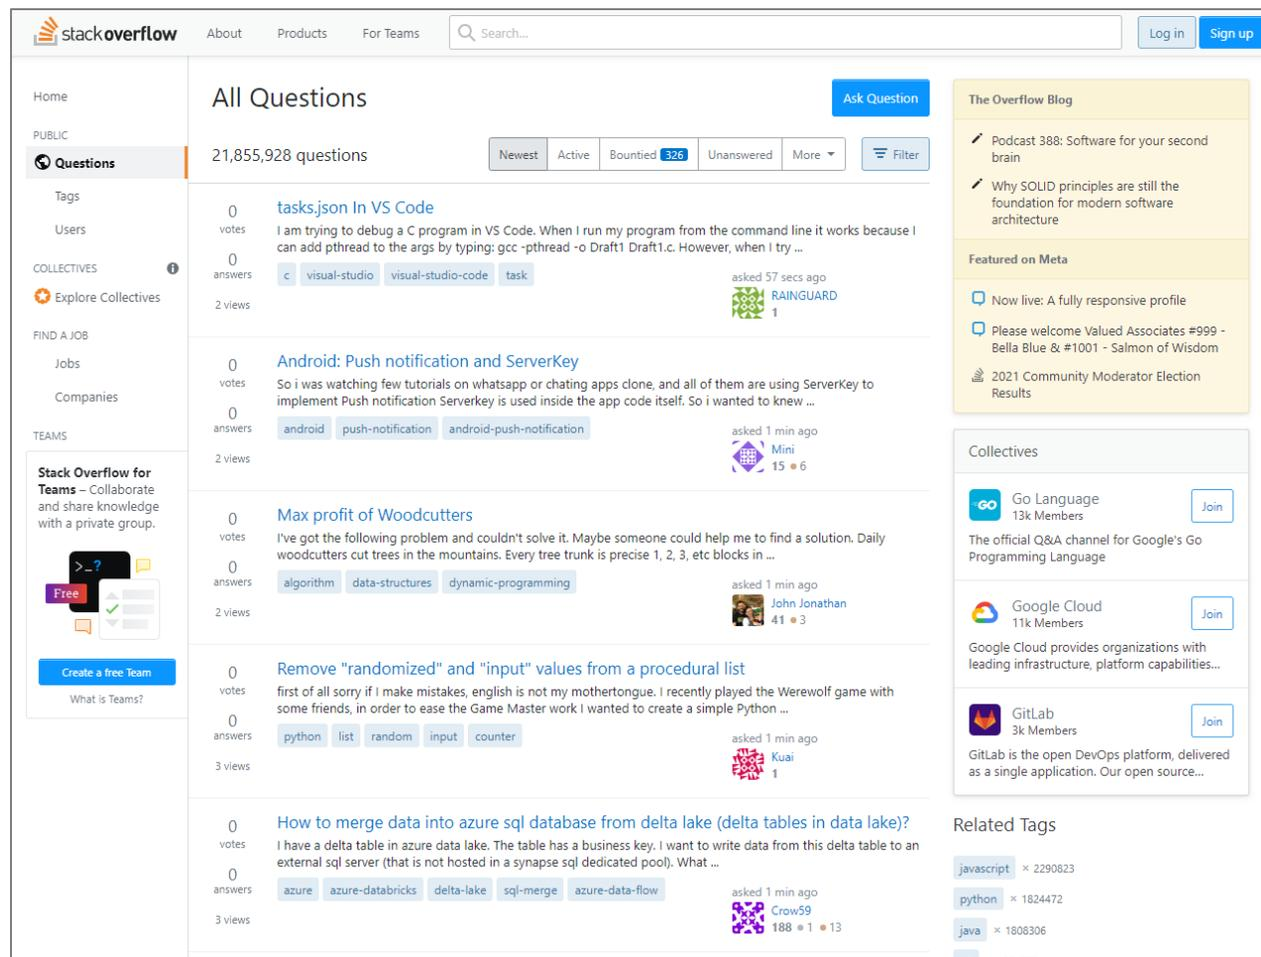 stackoverflow
About
Products
For Teams
Search...
Log in
Sign up
Home
PUBLIC
Questions
Tags
Users
COLLECTIVES
Explore Collectives
FIND A JOB
Jobs
Companies
TEAMS
Stack Overflow for
Teams – Collaborate
and share knowledge
with a private group.
>_?
Free
Create a free Team
What is Teams?
All Questions
Ask Question
21,855,928 questions
Newest
Active
Bountied 326
Unanswered
More
Filter
0
votes
0
answers
2 views
tasks.json In VS Code
I am trying to debug a C program in VS Code. When I run my program from the command line it works because I
can add pthread to the args by typing: gcc -pthread -o Draft1 Draft1.c. However, when I try ...
c visual-studio visual-studio-code task
asked 57 secs ago
RAINGUARD
1
0
votes
0
answers
2 views
Android: Push notification and ServerKey
So i was watching few tutorials on whatsapp or chating apps clone, and all of them are using ServerKey to
implement Push notification Serverkey is used inside the app code itself. So i wanted to knew ...
android push-notification android-push-notification
asked 1 min ago
Mini
15 ● 6
0
votes
0
answers
2 views
Max profit of Woodcutters
I've got the following problem and couldn't solve it. Maybe someone could help me to find a solution. Daily
woodcutters cut trees in the mountains. Every tree trunk is precise 1, 2, 3, etc blocks in ...
algorithm data-structures dynamic-programming
asked 1 min ago
John Jonathan
41 ● 3
0
votes
0
answers
3 views
Remove "randomized" and "input" values from a procedural list
first of all sorry if I make mistakes, english is not my mothertongue. I recently played the Werewolf game with
some friends, in order to ease the Game Master work I wanted to create a simple Python ...
python list random input counter
asked 1 min ago
Kuai
1
0
votes
0
answers
3 views
How to merge data into azure sql database from delta lake (delta tables in data lake)?
I have a delta table in azure data lake. The table has a business key. I want to write data from this delta table to an
external sql server (that is not hosted in a synapse sql dedicated pool). What ...
azure azure-databricks delta-lake sql-merge azure-data-flow
asked 1 min ago
Crow59
188 ● 1 ● 13
The Overflow Blog
Podcast 388: Software for your second
brain
Why SOLID principles are still the
foundation for modern software
architecture
Featured on Meta
Now live: A fully responsive profile
Please welcome Valued Associates #999 -
Bella Blue & #1001 - Salmon of Wisdom
2021 Community Moderator Election
Results
Collectives
GO
Go Language
13k Members
Join
The official Q&A channel for Google's Go
Programming Language
Google Cloud
11k Members
Join
Google Cloud provides organizations with
leading infrastructure, platform capabilities...
GitLab
3k Members
Join
GitLab is the open DevOps platform, delivered
as a single application. Our open source...
Related Tags
javascript × 2290823
python × 1824472
java × 1808306